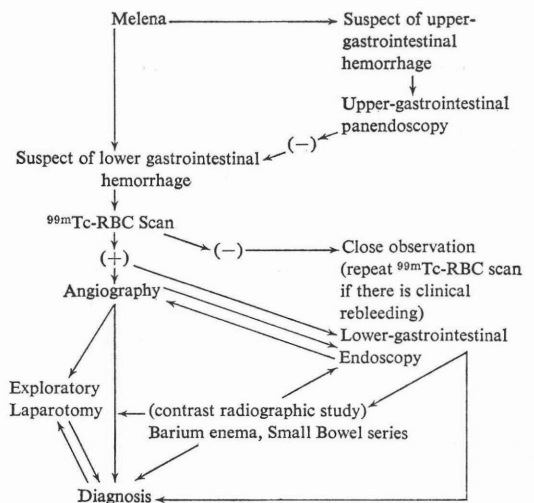 Melena
Suspect of upper-
gastrointestinal
hemorrhage
Upper-gastrointestinal
panendoscopy
(−)
Suspect of lower gastrointestinal
hemorrhage
99mTc-RBC Scan
(+)
(−)
Close observation
(repeat 99mTc-RBC scan
if there is clinical
rebleeding)
Angiography
Lower-gastrointestinal
Endoscopy
Exploratory
Laparotomy
(contrast radiographic study)
Barium enema, Small Bowel series
Diagnosis